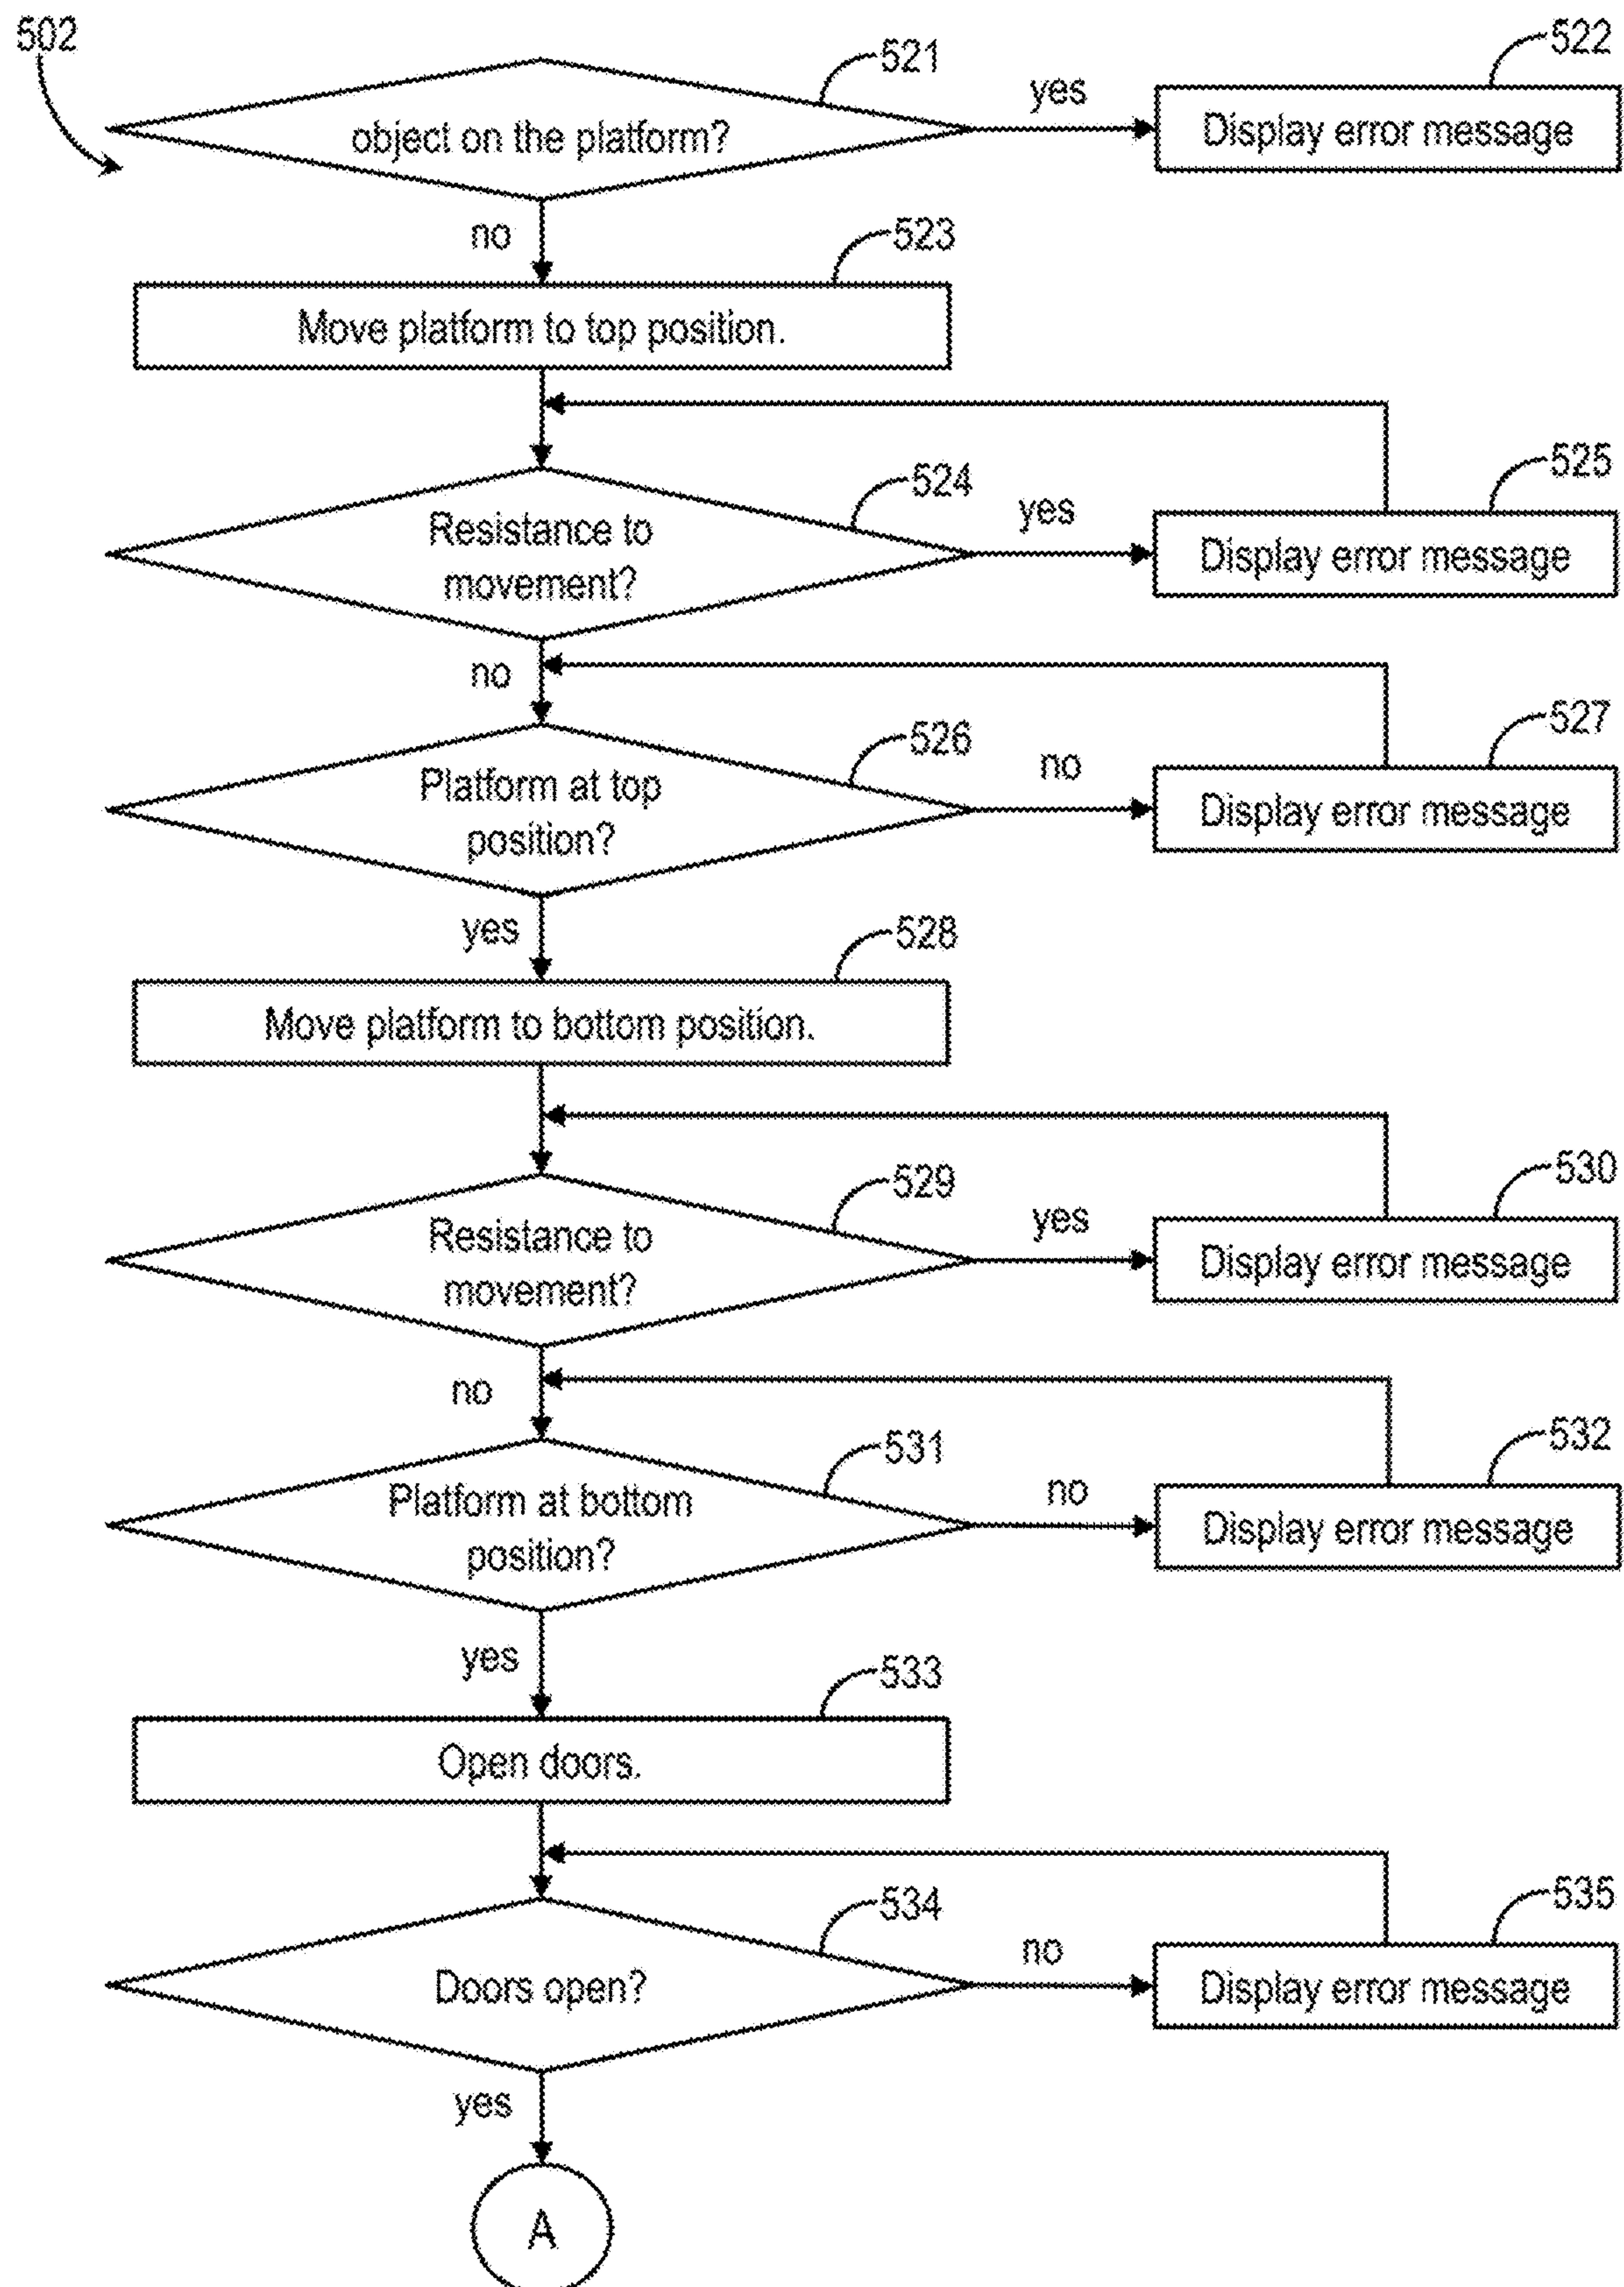 502
521
522
object on the platform?
yes
Display error message
no
523
Move platform to top position.
524
525
Resistance to
movement?
yes
Display error message
no
526
527
Platform at top
position?
no
Display error message
yes
528
Move platform to bottom position.
529
530
Resistance to
movement?
yes
Display error message
no
531
532
Platform at bottom
position?
no
Display error message
yes
533
Open doors.
534
535
Doors open?
no
Display error message
yes
A